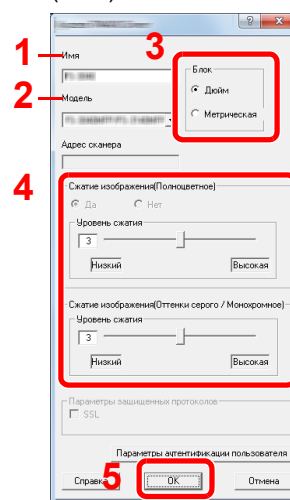 1
Имя
3
Блок
Дюйм
Метрическая
2
Модель
Адрес сканера
4
Сжатие изображения(Полноцветное)
Да Нет
Уровень сжатия
3
Низкий Высокая
Сжатие изображения(Оттенки серого / Монохромное)
Уровень сжатия
3
Низкий Высокая
Параметры защищенных протоколов
SSL
Параметры аутентификации пользователя
Справка 5 OK Отмена